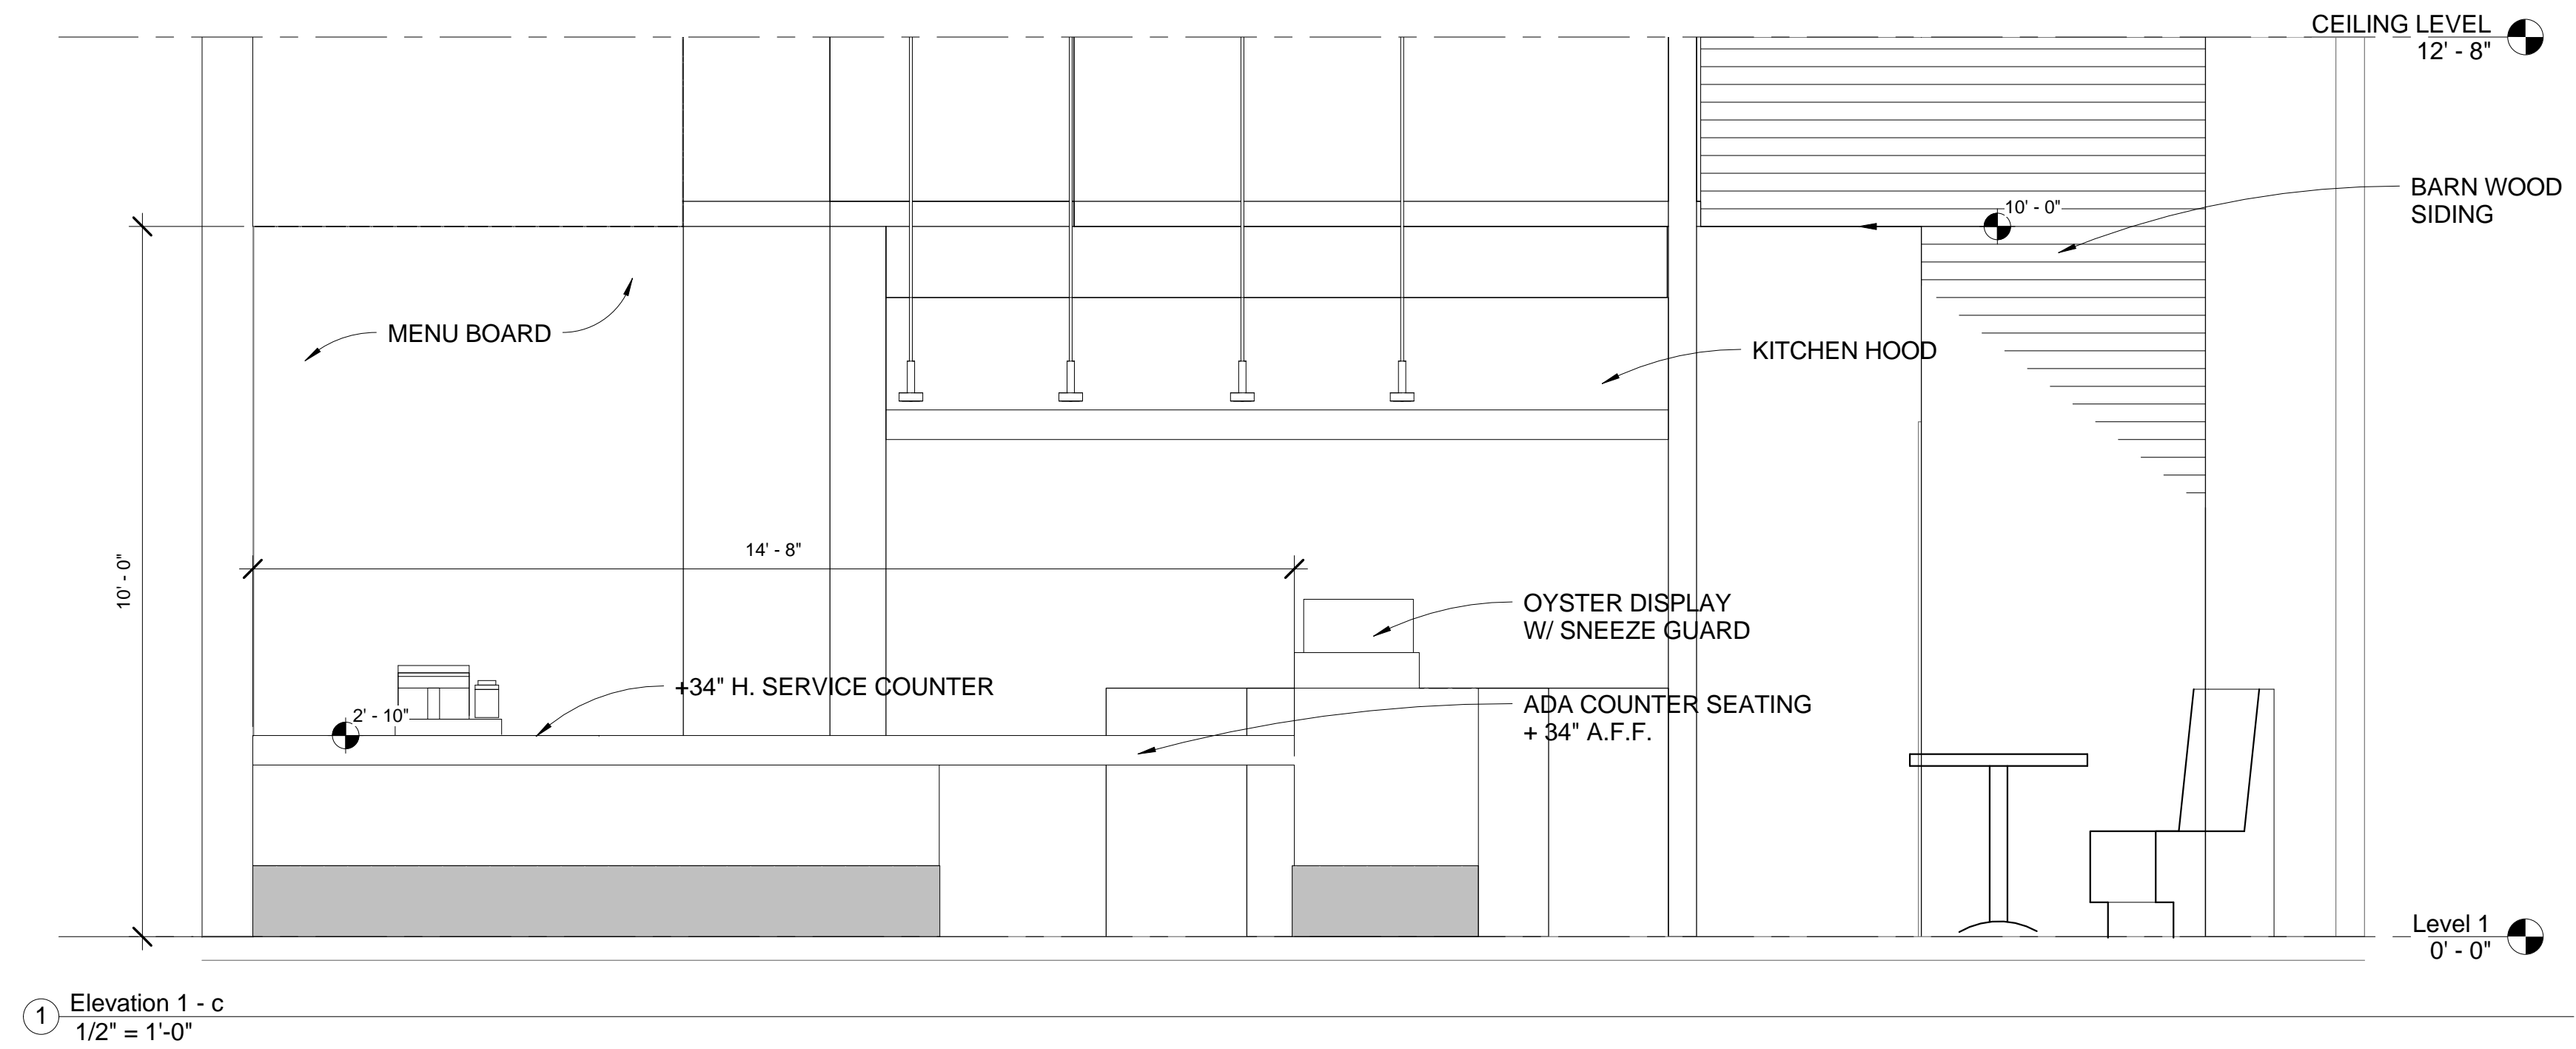 CEILING LEVEL
12' - 8"
BARN WOOD
SIDING
10' - 0"
MENU BOARD
KITCHEN HOOD
14' - 8"
10' - 0"
OYSTER DISPLAY
W/ SNEEZE GUARD
+34" H. SERVICE COUNTER
ADA COUNTER SEATING
+ 34" A.F.F.
2' - 10"
Level 1
0' - 0"
1
Elevation 1 - c
1/2" = 1'-0"